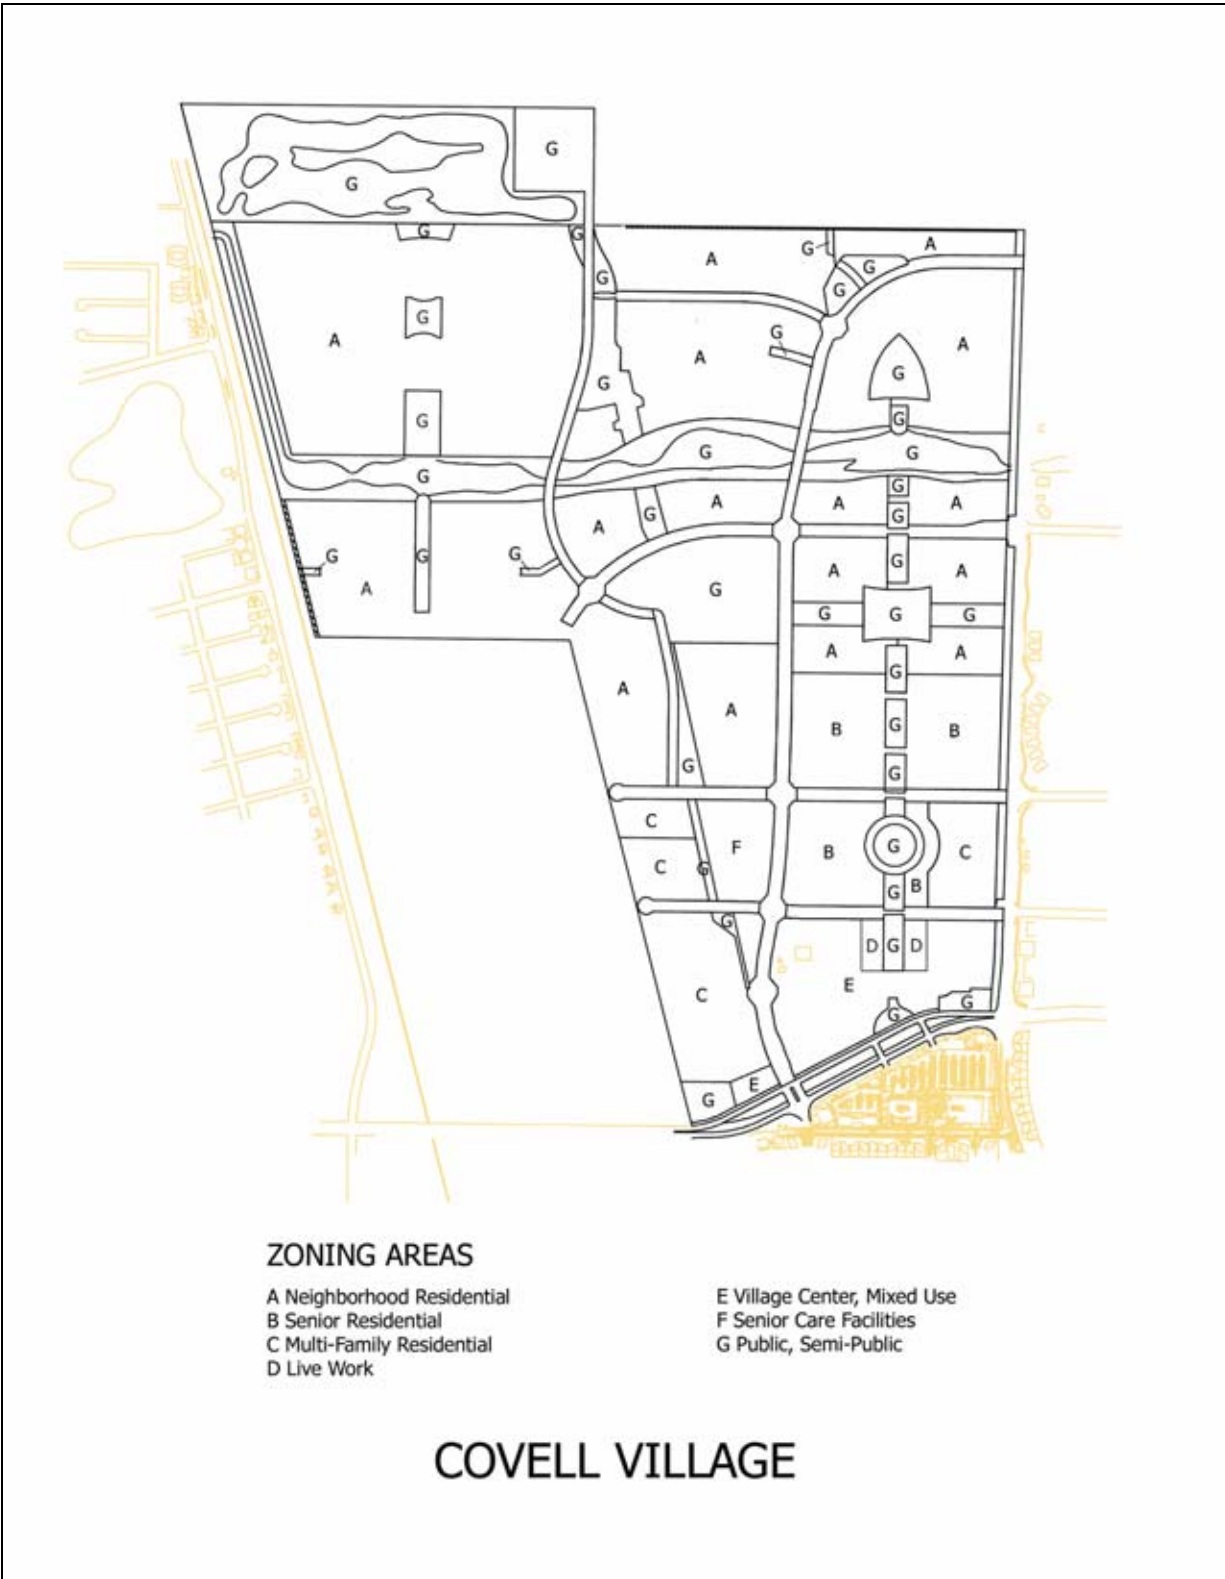 G
G
G
G
G
A
G
A
G
G
G
G
A
G
A
A
G
G
A
G
G
G
G
G
G
G
G
A
A
A
G
G
A
G
G
G
G
A
G
A
A
G
G
G
G
A
A
G
A
A
B
G
B
G
G
C
F
B
G
C
C
G
G
B
G
D
G
D
C
E
G
G
E
G
ZONING AREAS
A Neighborhood Residential
B Senior Residential
C Multi-Family Residential
D Live Work
E Village Center, Mixed Use
F Senior Care Facilities
G Public, Semi-Public
COVELL VILLAGE